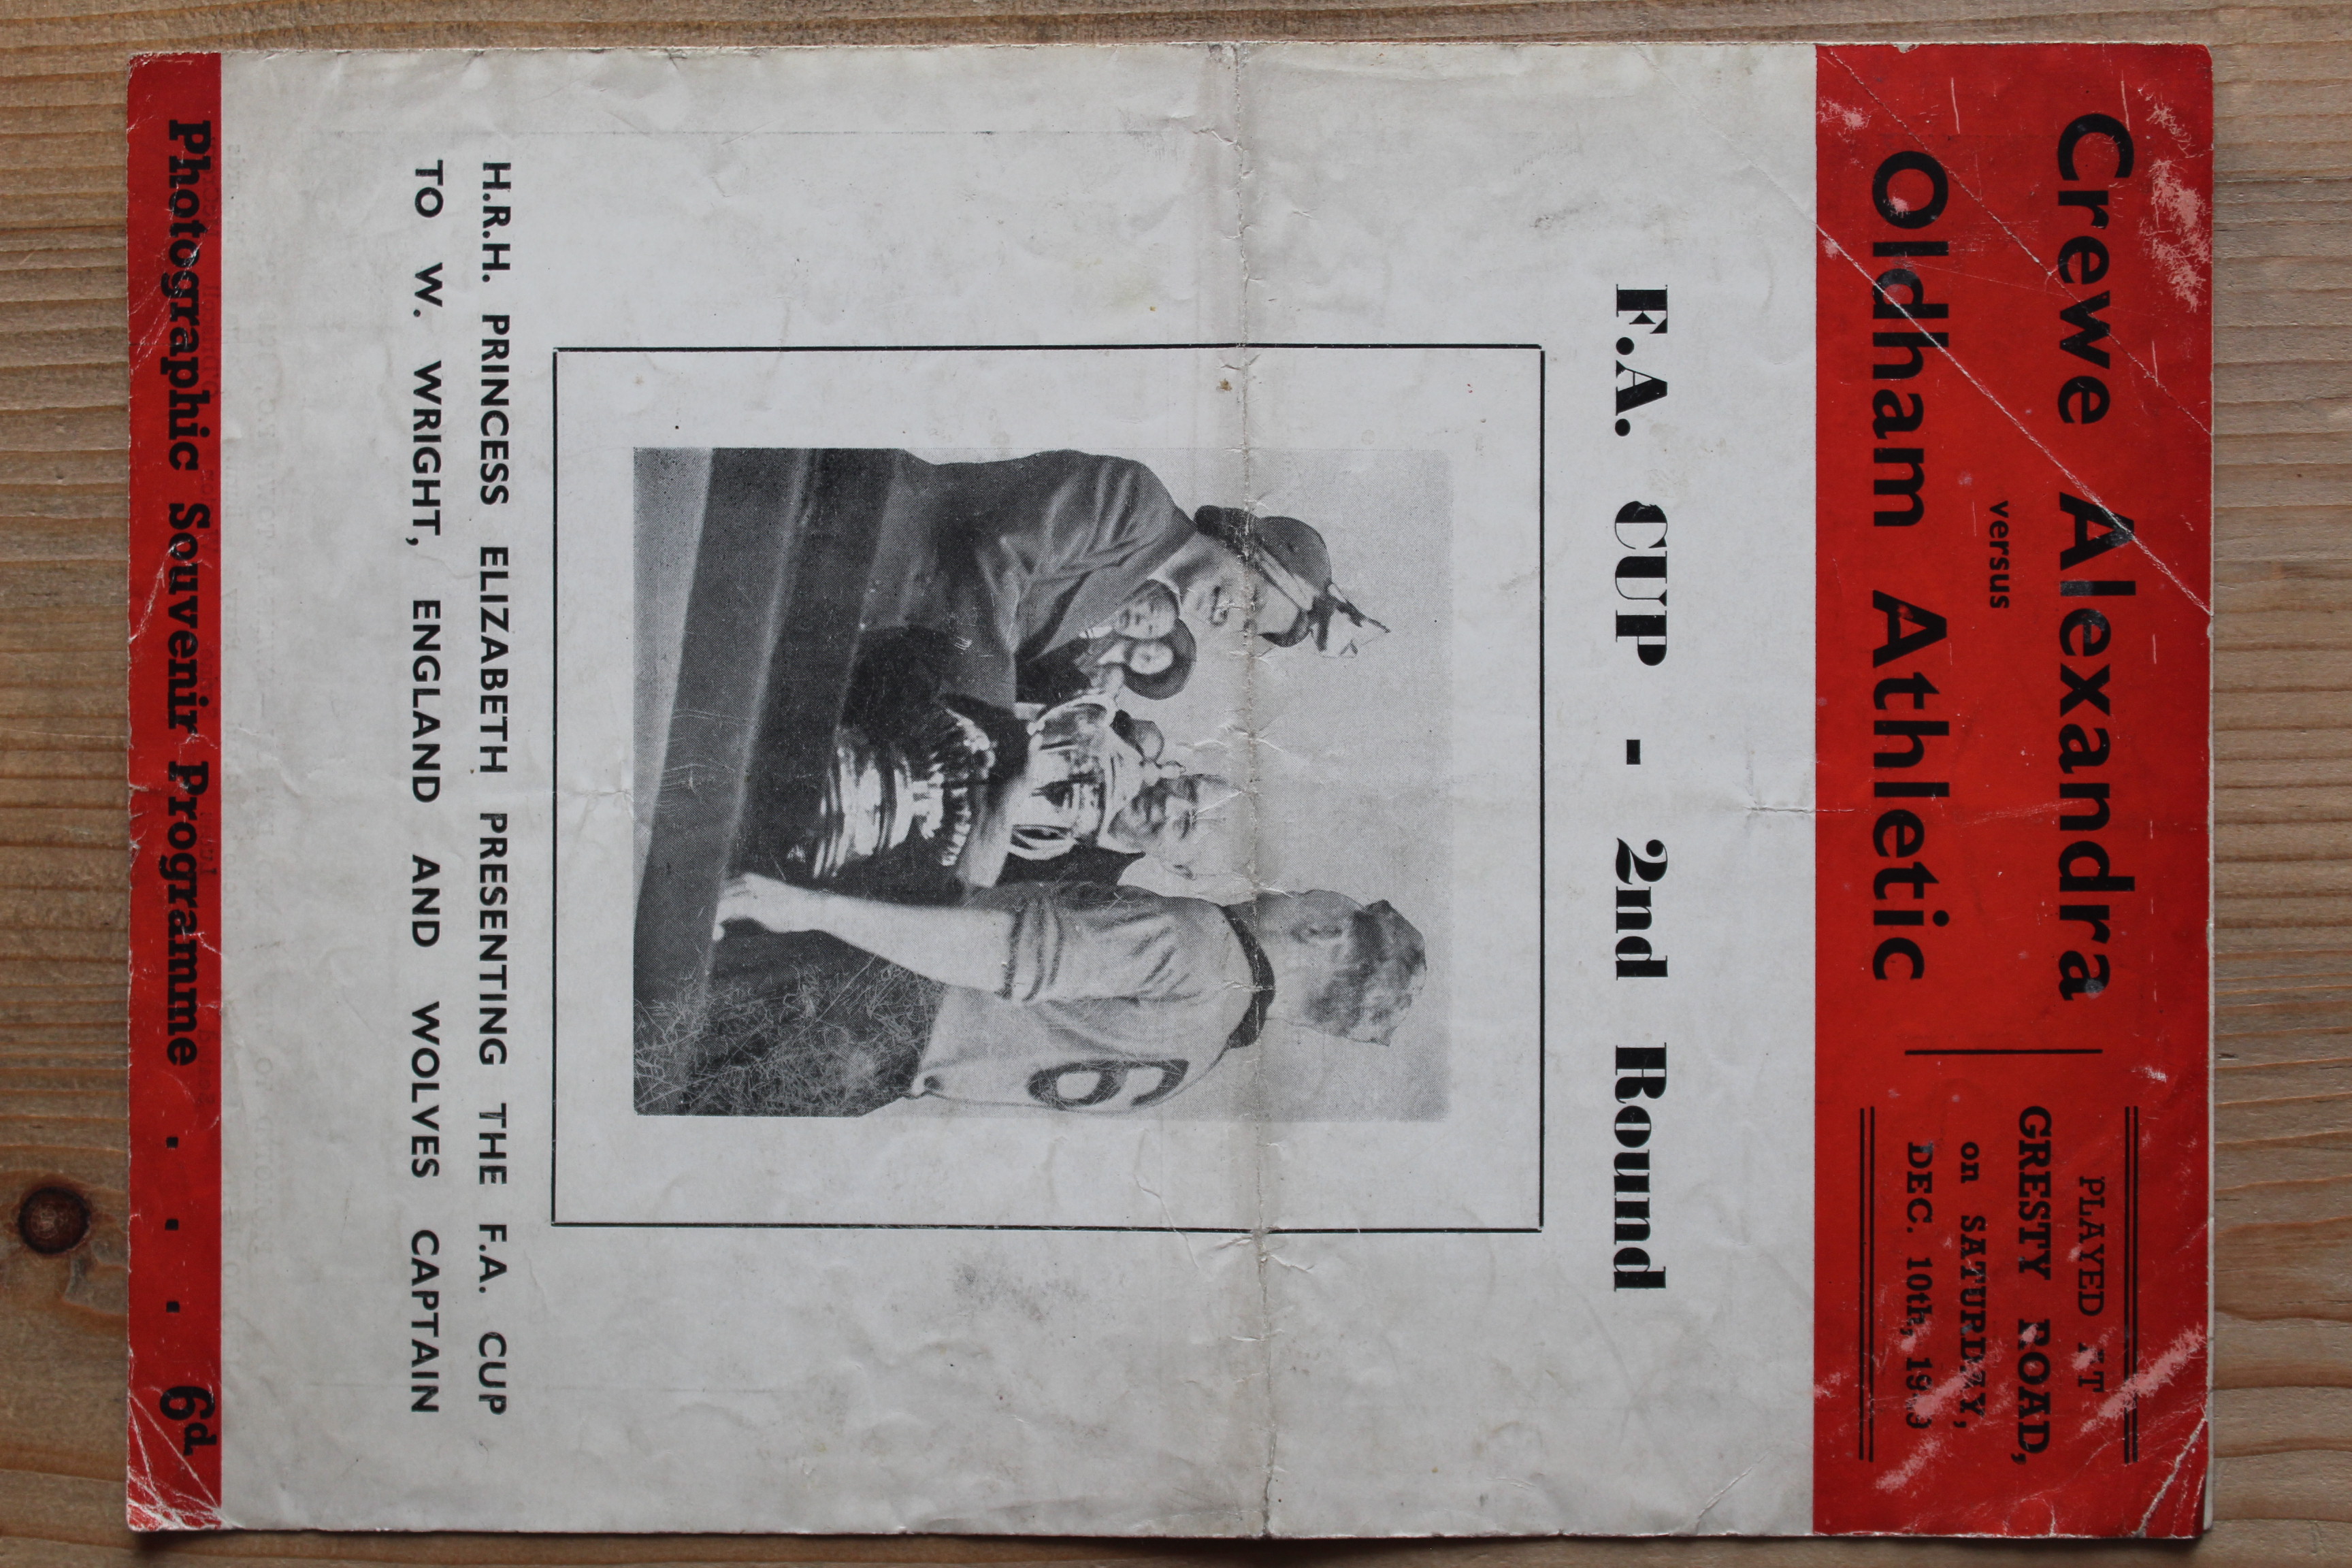 Crewe Alexandra
versus
Oldham Athletic
PLAYED AT
GRESTY ROAD,
on SATURDAY,
DEC. 10th,
F.A. CUP - 2nd Round
6
H.R.H. PRINCESS ELIZABETH PRESENTING THE F.A. CUP
TO W. WRIGHT, ENGLAND AND WOLVES CAPTAIN
Photographic Souvenir Programme . . . 6d.